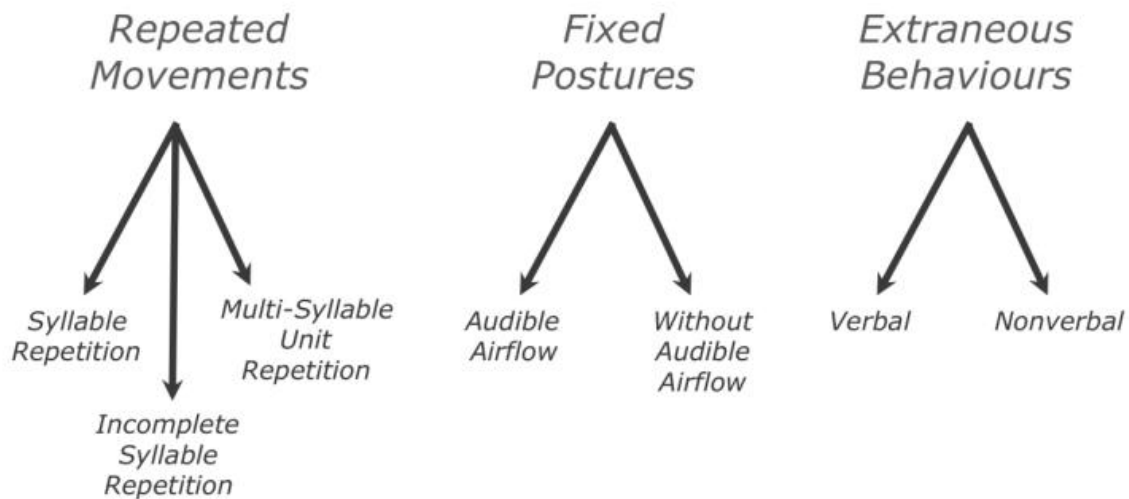 Repeated
Movements
Fixed
Postures
Extraneous
Behaviours
Syllable
Repetition
Incomplete
Syllable
Repetition
Multi-Syllable
Unit
Repetition
Audible
Airflow
Without
Audible
Airflow
Verbal
Nonverbal